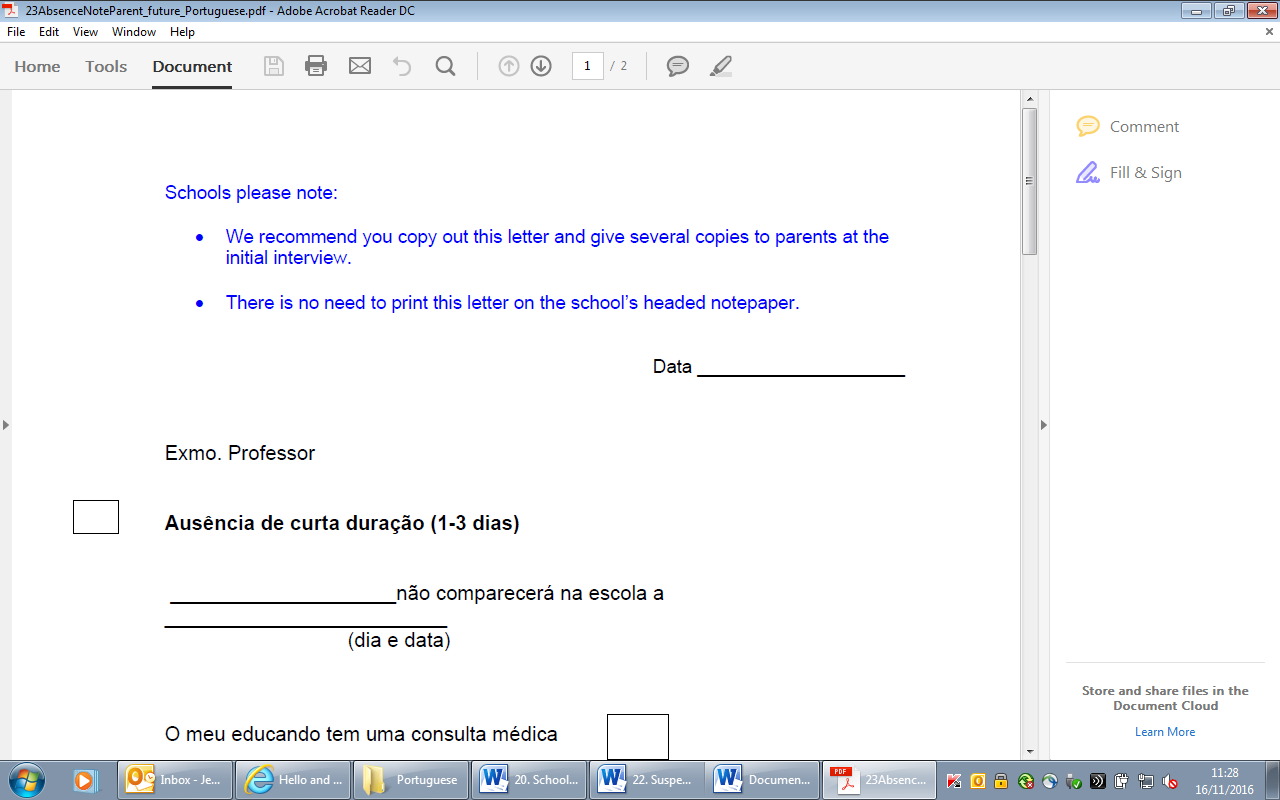 23AbsenceNoteParent_future_Portuguese.pdf - Adobe Acrobat Reader DC
File Edit View Window Help
Home Tools Document 1 / 2
Schools please note:
• We recommend you copy out this letter and give several copies to parents at the
initial interview.
• There is no need to print this letter on the school's headed notepaper.
Data ____________________
Exmo. Professor
Ausência de curta duração (1-3 dias)
______________________não comparecerá na escola a
___________________________
(dia e data)
O meu educando tem uma consulta médica
Comment
Fill & Sign
Store and share files in the
Document Cloud
Learn More
Inbox - Je... Hello and ... Portuguese 20. School... 22. Suspe... Documen... PDF 23Absenc... 11:28
16/11/2016